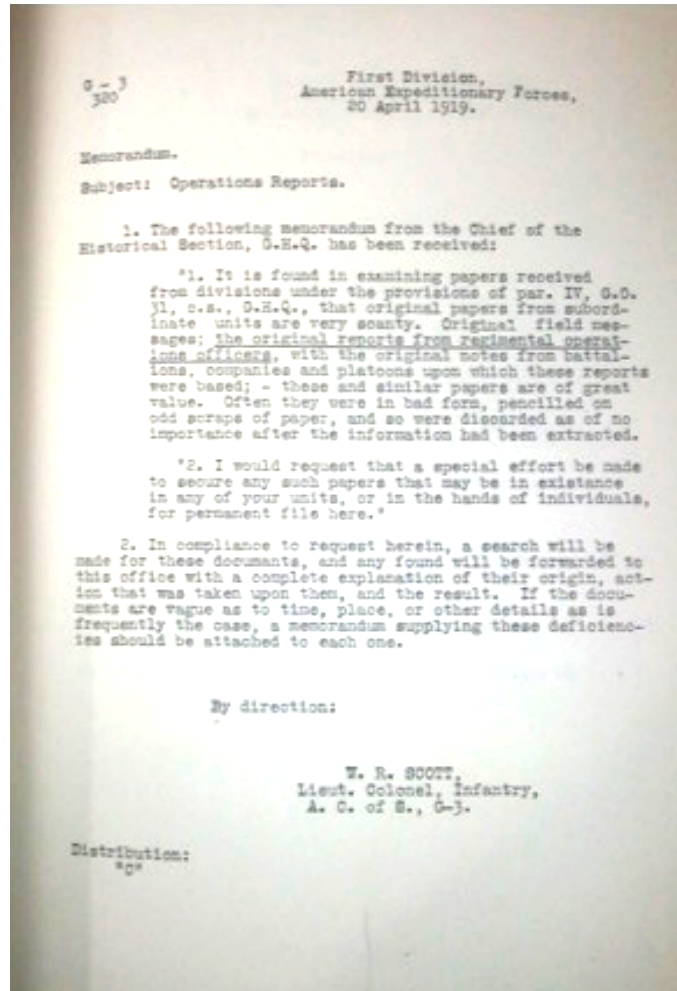 G - 3
320
First Division,
American Expeditionary Forces,
20 April 1919.
Memorandum.
Subject: Operations Reports.
1. The following memorandum from the Chief of the
Historical Section, G.H.Q. has been received:
"1. It is found in examining papers received
from divisions under the provisions of par. IV, G.O.
31, c.s., G.H.Q., that original papers from subord-
inate units are very scanty. Original field mes-
sages; the original reports from regimental operat-
ions officers, with the original notes from battal-
ions, companies and platoons upon which these reports
were based; - these and similar papers are of great
value. Often they were in bad form, pencilled on
odd scraps of paper, and so were discarded as of no
importance after the information had been extracted.
"2. I would request that a special effort be made
to secure any such papers that may be in existance
in any of your units, or in the hands of individuals,
for permanent file here."
2. In compliance to request herein, a search will be
made for these documents, and any found will be forwarded to
this office with a complete explanation of their origin, act-
ion that was taken upon them, and the result. If the docu-
ments are vague as to time, place, or other details as is
frequently the case, a memorandum supplying these deficienc-
ies should be attached to each one.
By direction:
W. R. SCOTT,
Lieut. Colonel, Infantry,
A. C. of S., G-3.
Distribution:
"C"